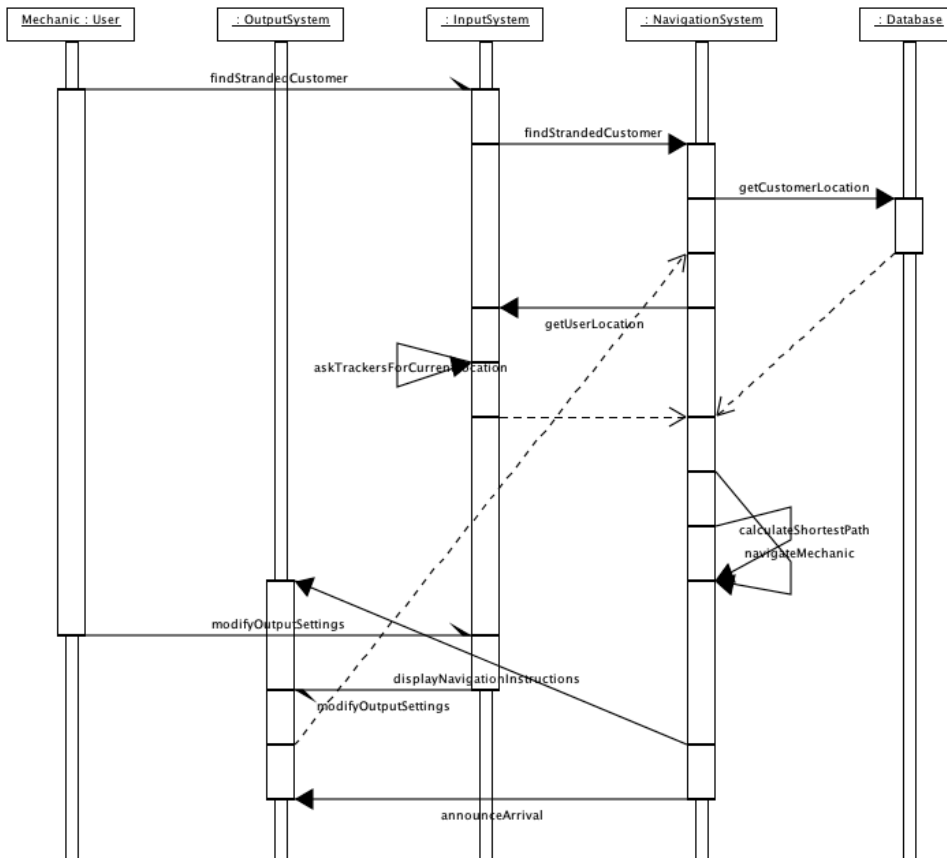 Mechanic : User
: OutputSystem
: InputSystem
: NavigationSystem
: Database
findStrandedCustomer
findStrandedCustomer
getCustomerLocation
getUserLocation
askTrackersForCurrentLocation
calculateShortestPath
navigateMechanic
modifyOutputSettings
displayNavigationInstructions
modifyOutputSettings
announceArrival